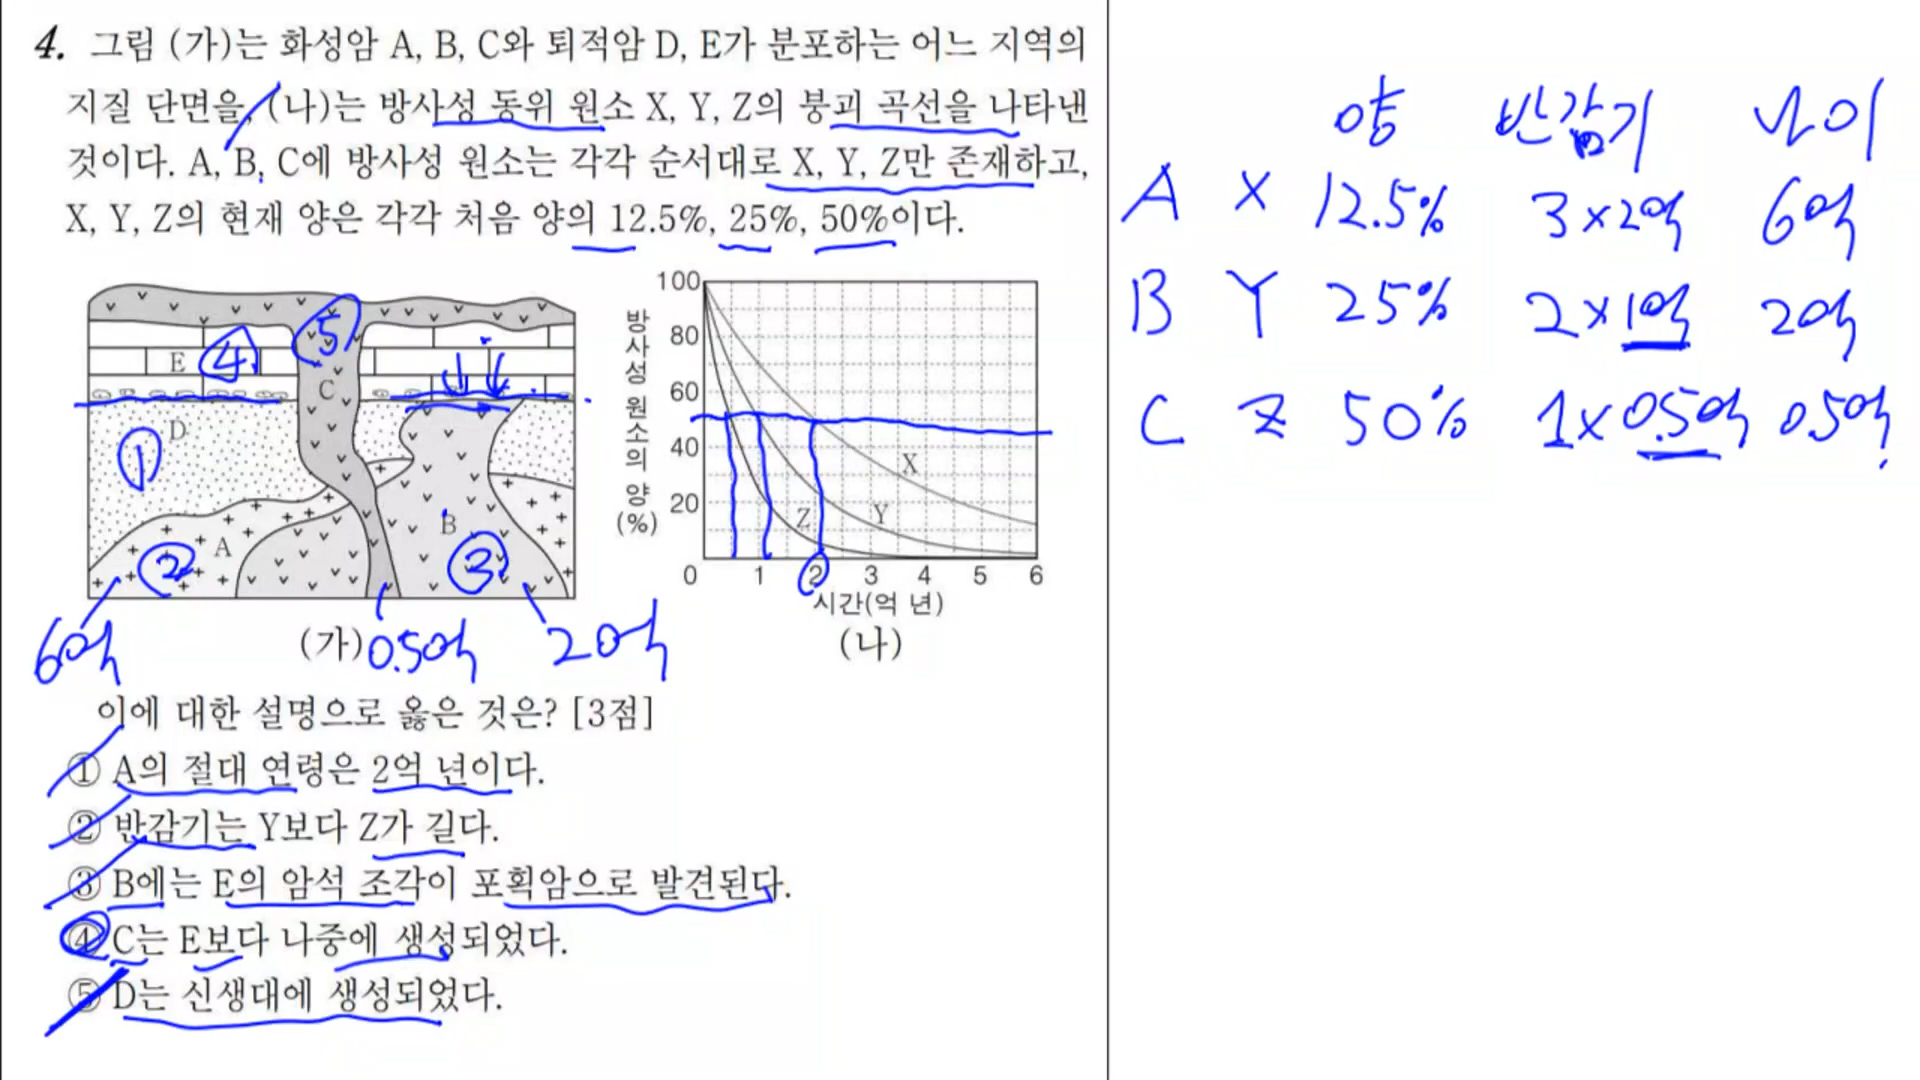 4. 그림 (가)는 화성암 A, B, C와 퇴적암 D, E가 분포하는 어느 지역의
지질 단면을, (나)는 방사성 동위 원소 X, Y, Z의 붕괴 곡선을 나타낸
것이다. A, B, C에 방사성 원소는 각각 순서대로 X, Y, Z만 존재하고,
X, Y, Z의 현재 양은 각각 처음 양의 12.5%, 25%, 50%이다.
E ④ ⑤ C
D ① A ② B ③
6억 0.5억 2억
(가)
방사성 원소의 양 (%)
100
80
60
40
20
X
Y
Z
0 1 2 3 4 5 6
시간(억 년)
(나)
이에 대한 설명으로 옳은 것은? [3점]
① A의 절대 연령은 2억 년이다.
② 반감기는 Y보다 Z가 길다.
③ B에는 E의 암석 조각이 포획암으로 발견된다.
④ C는 E보다 나중에 생성되었다.
⑤ D는 신생대에 생성되었다.
양 반감기 나이
A X 12.5% 3×2억 6억
B Y 25% 2×1억 2억
C Z 50% 1×0.5억 0.5억